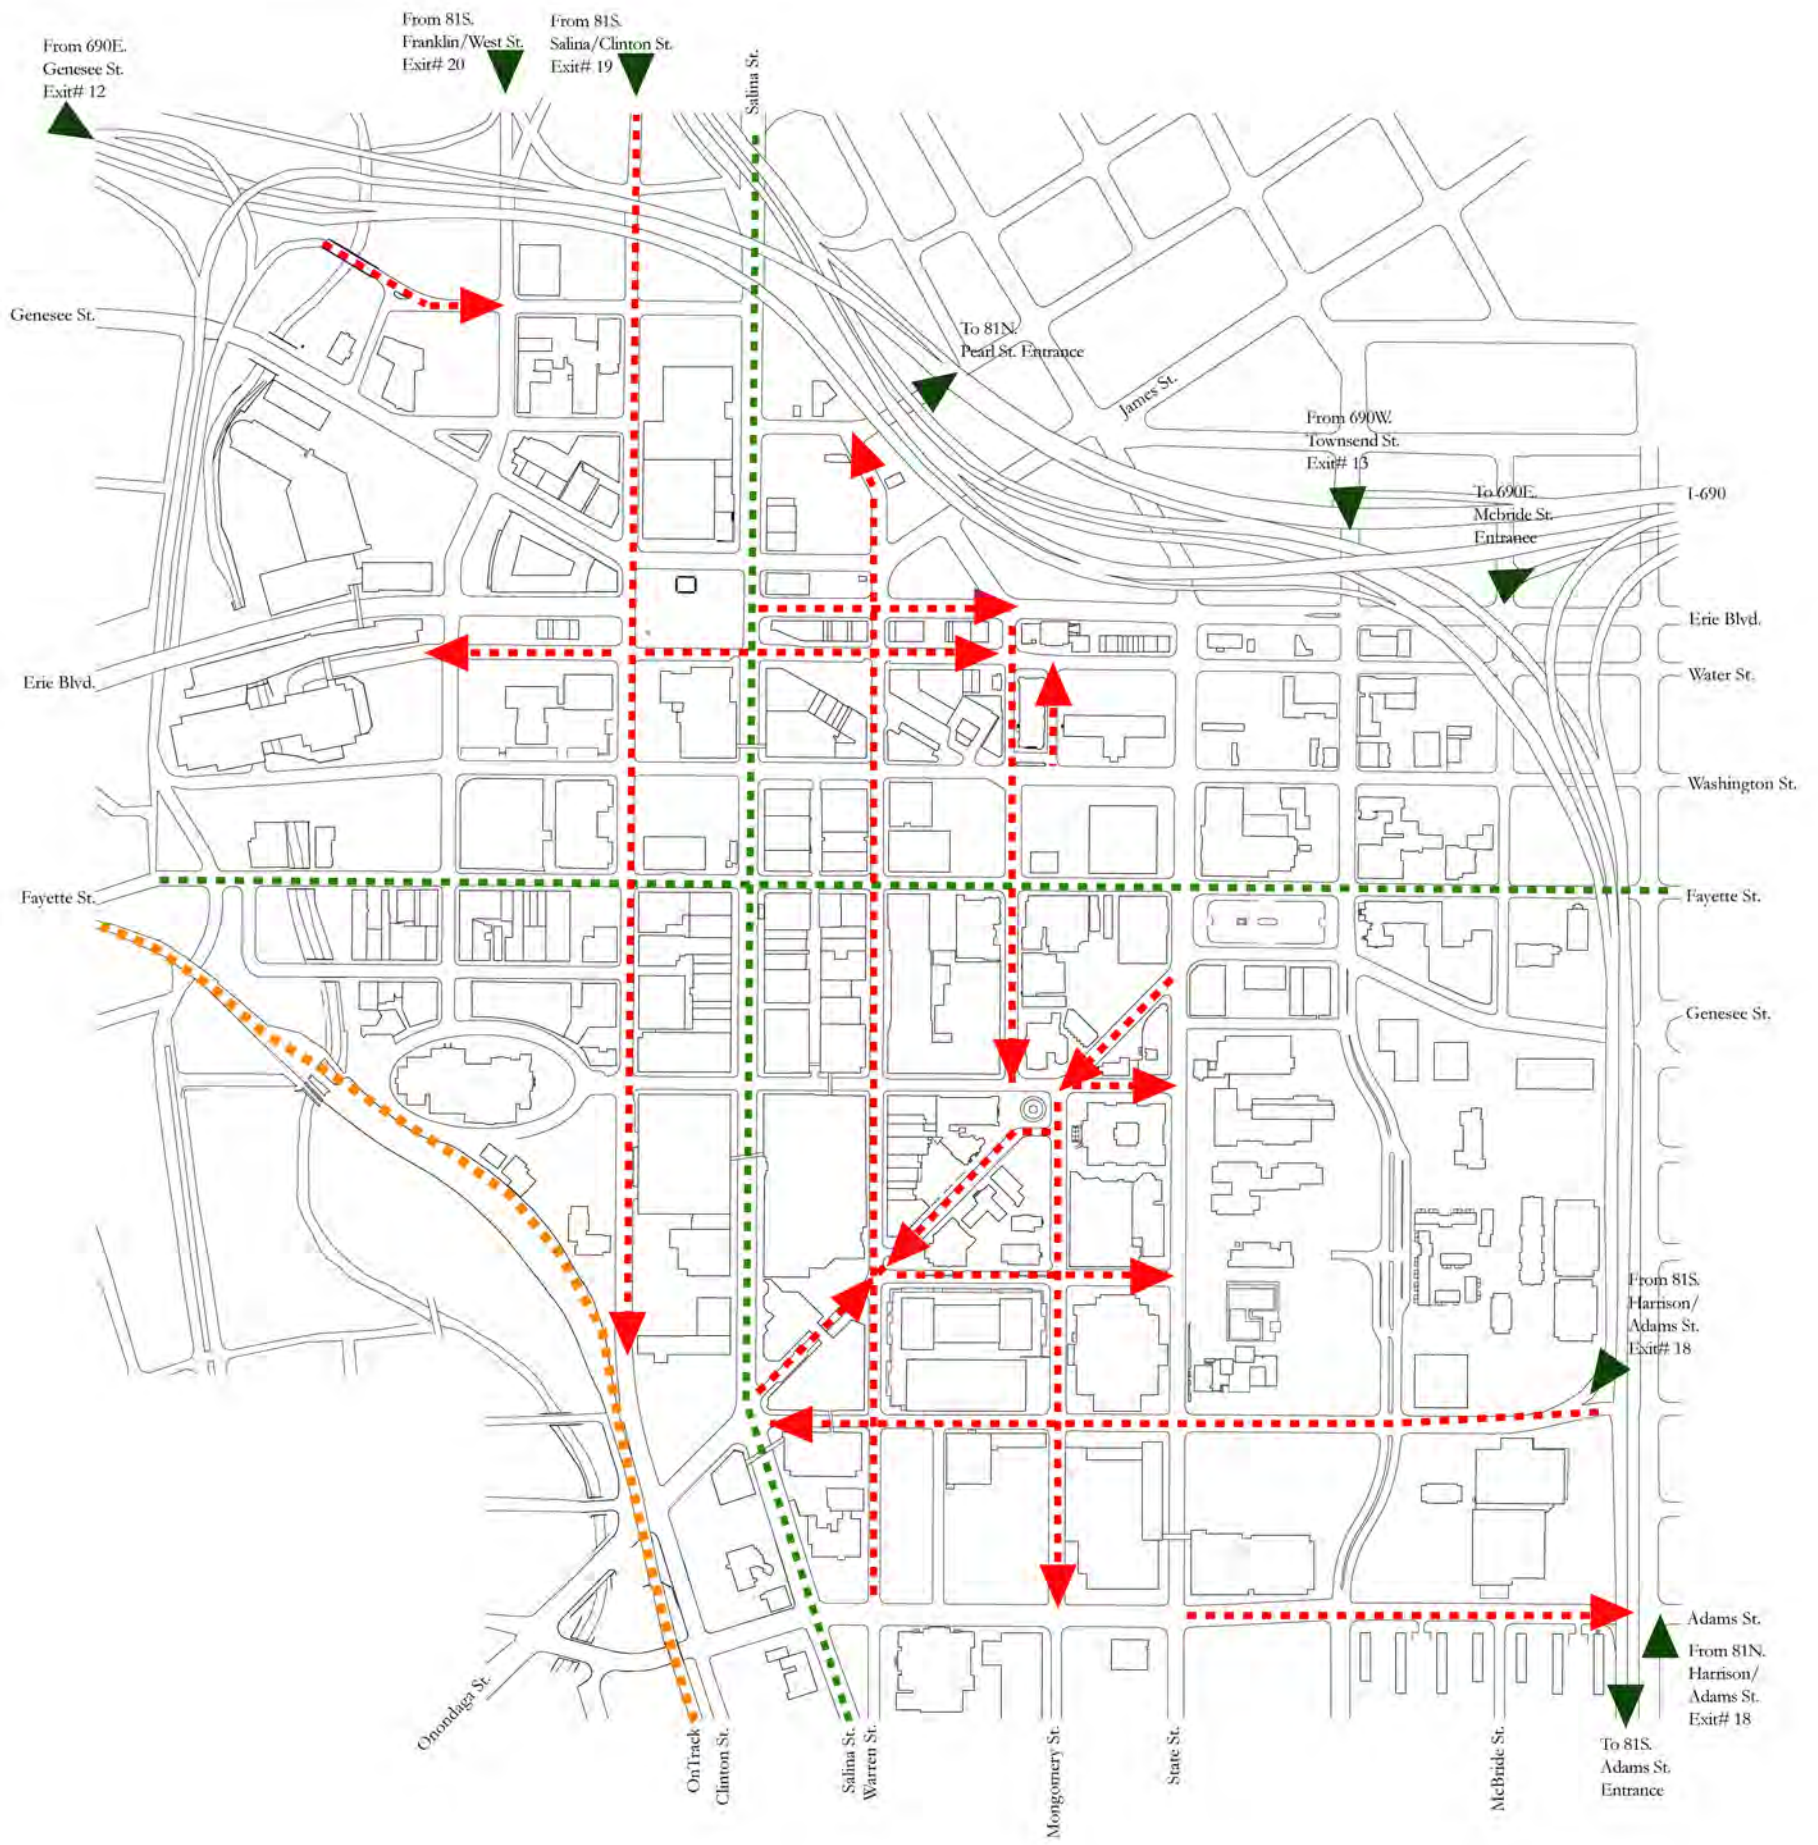 From 81S.
Franklin/West St.
Exit# 20
From 81S.
Salina/Clinton St.
Exit# 19
From 690E.
Genesee St.
Exit# 12
Salina St.
Genesee St.
To 81N.
Pearl St. Entrance
James St.
From 690W.
Townsend St.
Exit# 13
To 690E.
Mcbride St.
Entrance
I-690
Erie Blvd.
Water St.
Erie Blvd.
Washington St.
Fayette St.
Fayette St.
Genesee St.
From 81S.
Harrison/
Adams St.
Exit# 18
Adams St.
From 81N.
Harrison/
Adams St.
Exit# 18
To 81S.
Adams St.
Entrance
Onondaga St.
OnTrack
Clinton St.
Salina St.
Warren St.
Montgomery St.
State St.
McBride St.